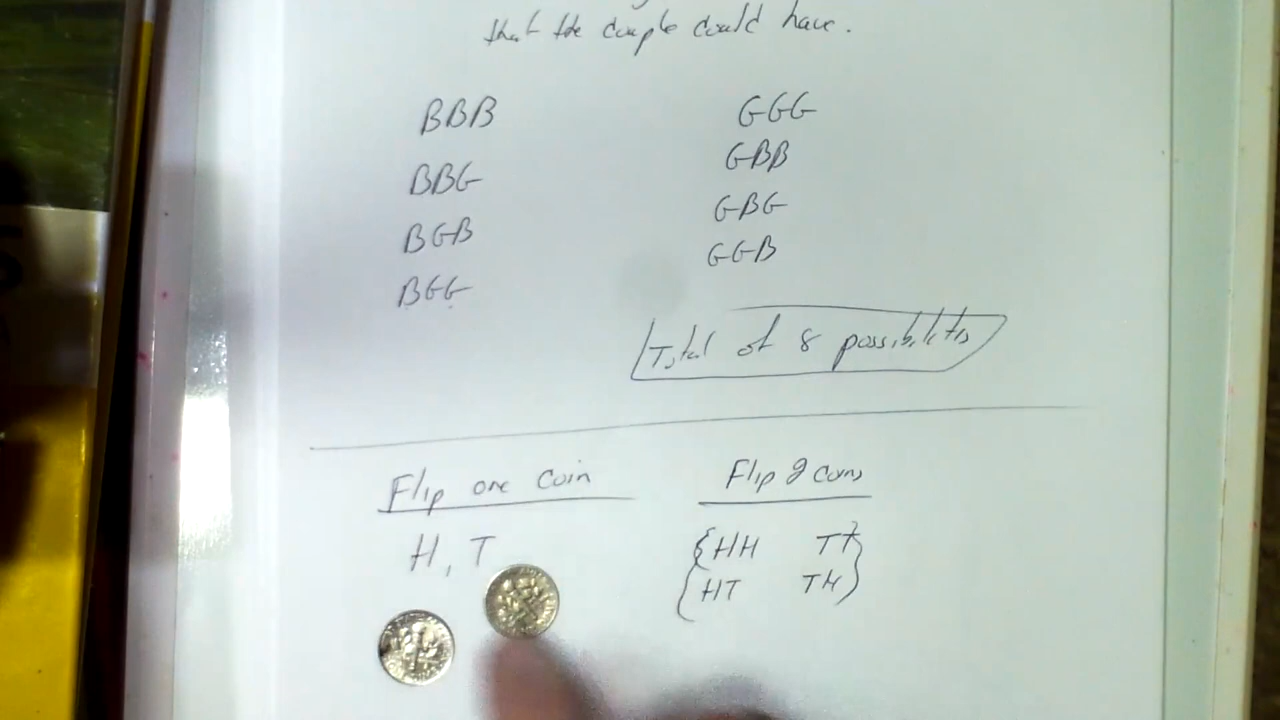 that the couple could have.
BBB
BBG
BGB
BGG
GGG
GBB
GBG
GGB
Total of 8 possibilites
Flip one coin
H, T
Flip 2 coins
{HH TT}
{HT TH}